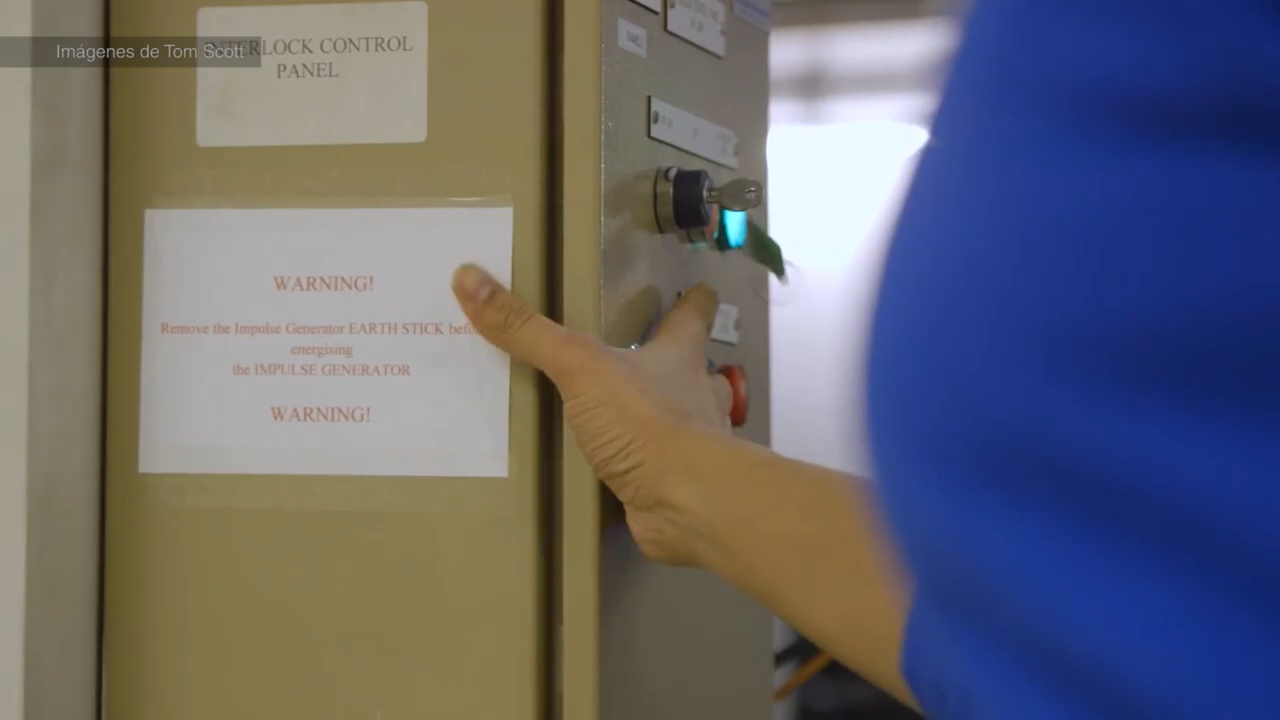 Imágenes de Tom Scott
INTERLOCK CONTROL
PANEL
WARNING!
Remove the Impulse Generator EARTH STICK befo
energising
the IMPULSE GENERATOR
WARNING!